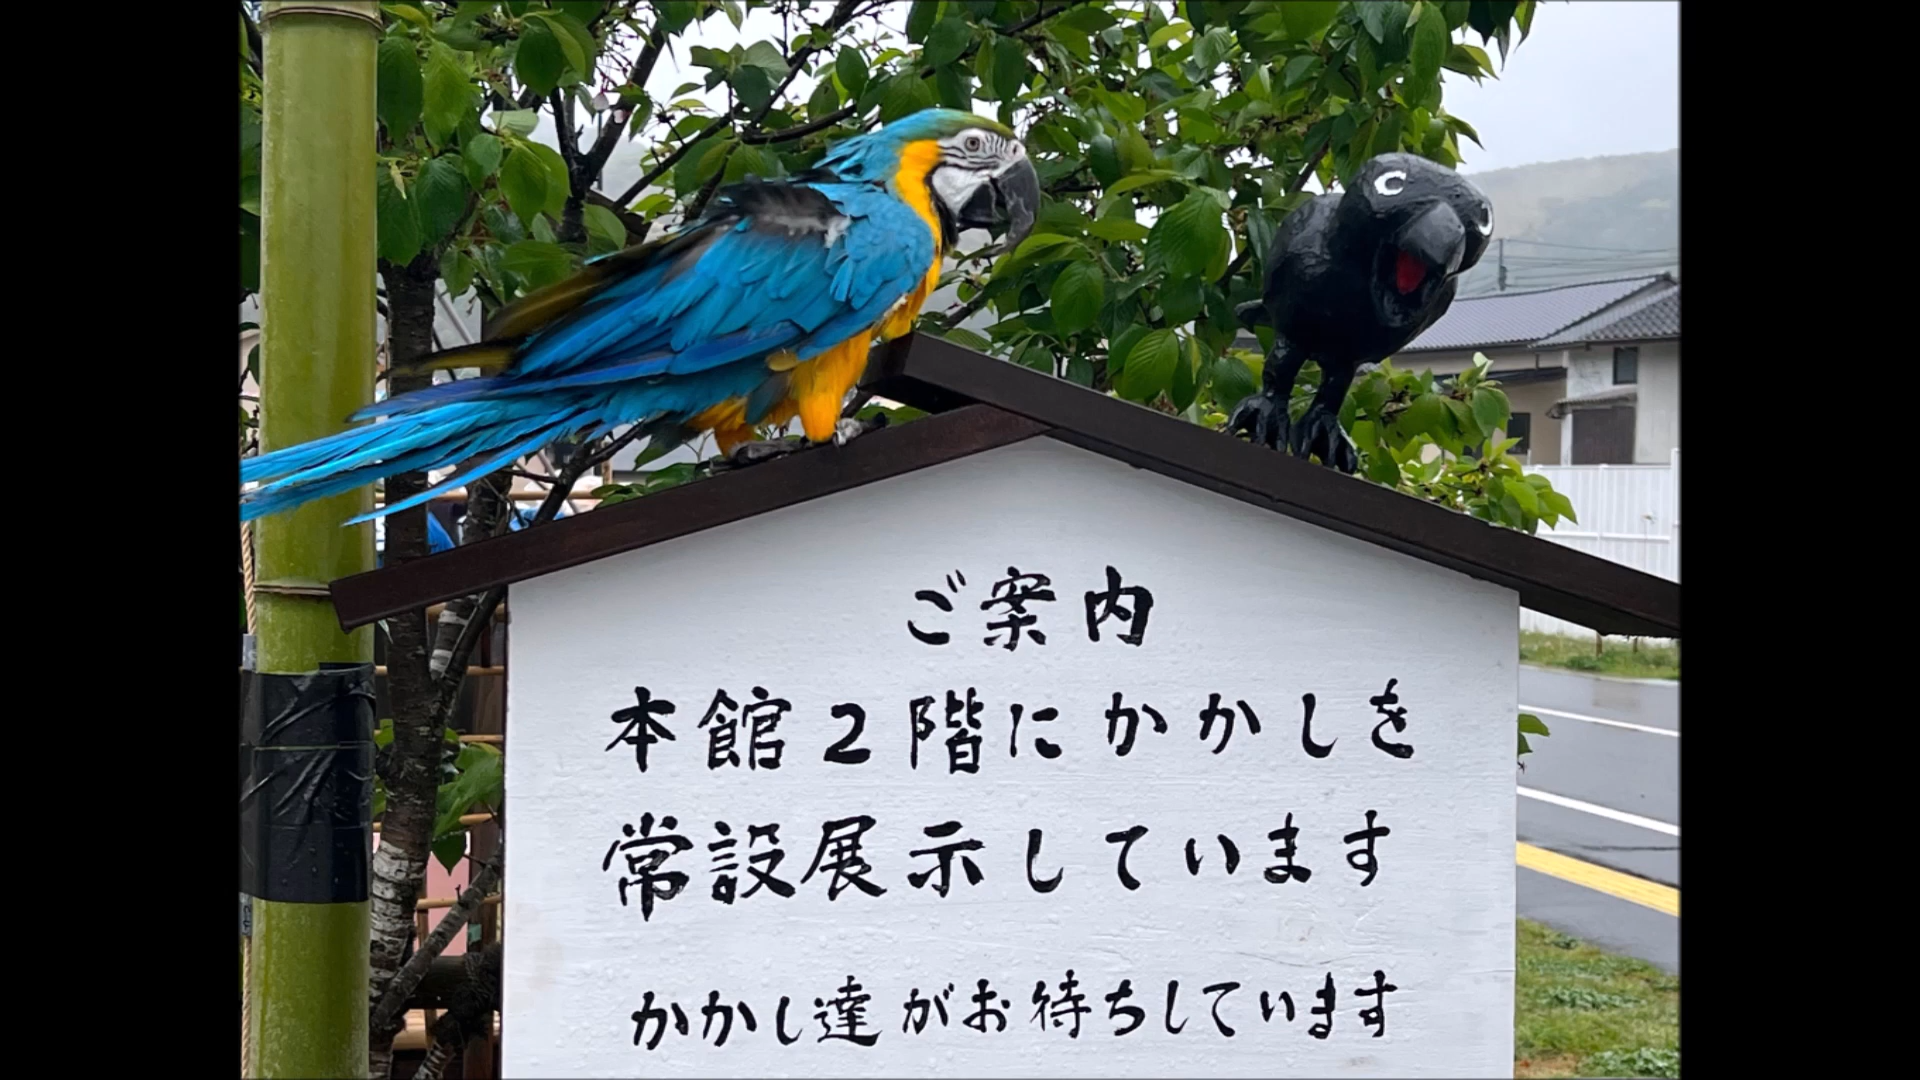 ご案内
本館２階にかかしを
常設展示しています
かかし達がお待ちしています